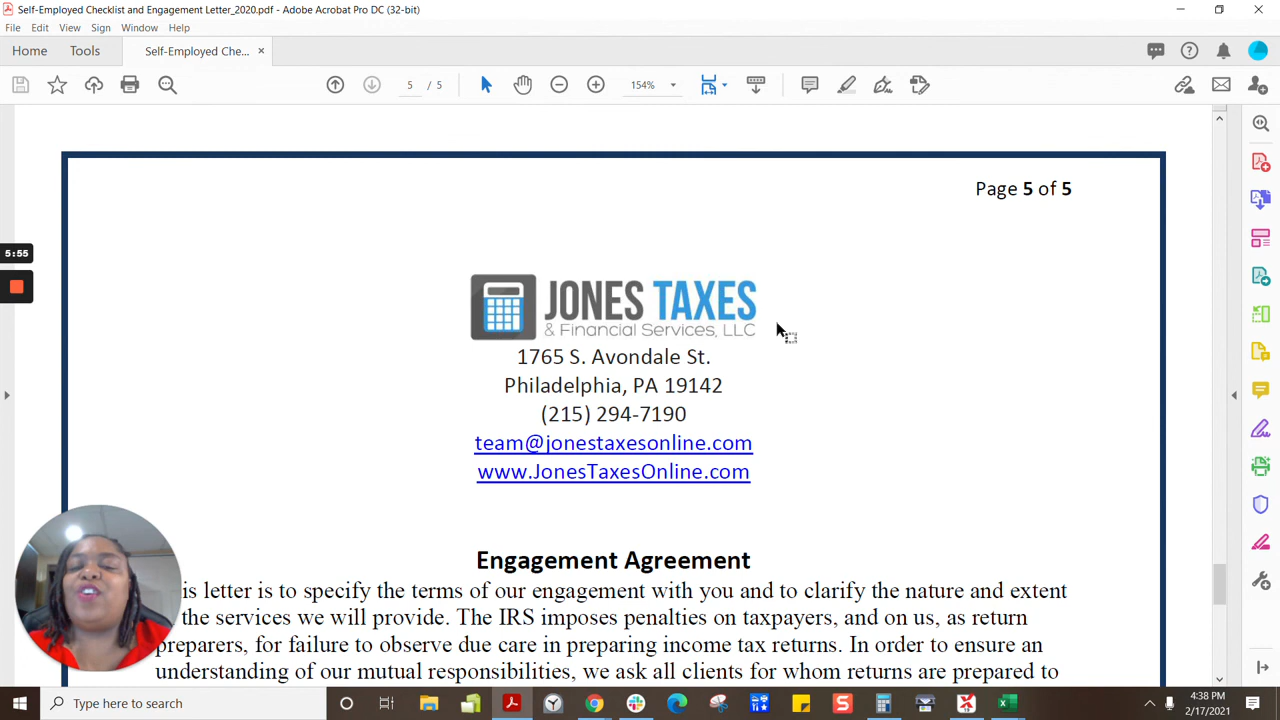 Self-Employed Checklist and Engagement Letter_2020.pdf - Adobe Acrobat Pro DC (32-bit)
File Edit View Sign Window Help
Home Tools Self-Employed Che... ×
5 / 5 154%
Page 5 of 5
5:55
JONES TAXES
& Financial Services, LLC
1765 S. Avondale St.
Philadelphia, PA 19142
(215) 294-7190
team@jonestaxesonline.com
www.JonesTaxesOnline.com
Engagement Agreement
is letter is to specify the terms of our engagement with you and to clarify the nature and extent
the services we will provide. The IRS imposes penalties on taxpayers, and on us, as return
preparers, for failure to observe due care in preparing income tax returns. In order to ensure an
understanding of our mutual responsibilities, we ask all clients for whom returns are prepared to
Type here to search
4:38 PM
2/17/2021